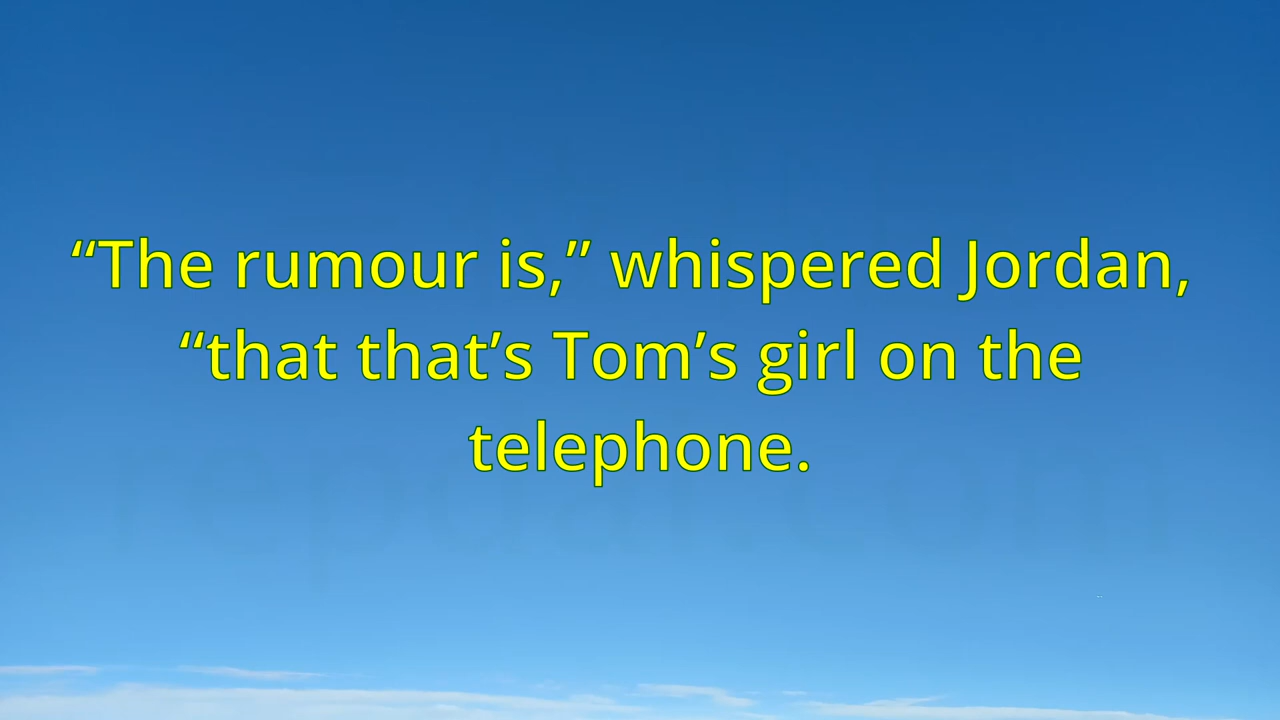 “The rumour is,” whispered Jordan,
“that that’s Tom’s girl on the
telephone.